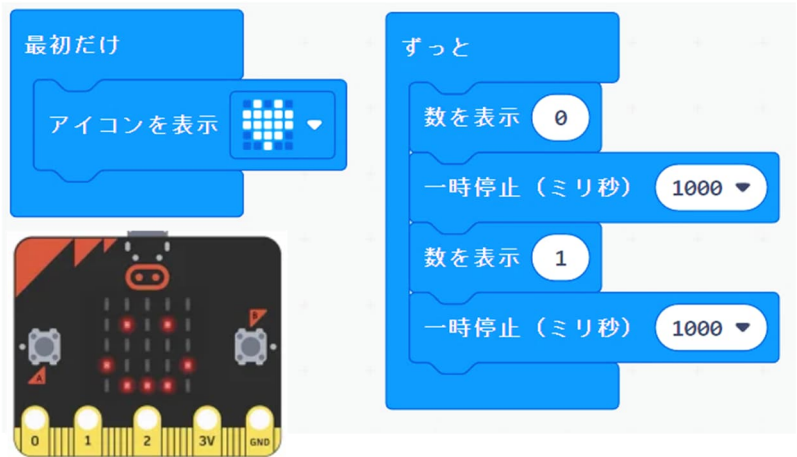 最初だけ
アイコンを表示
ずっと
数を表示 0
一時停止（ミリ秒） 1000
数を表示 1
一時停止（ミリ秒） 1000
B
A
0 1 2 3V GND